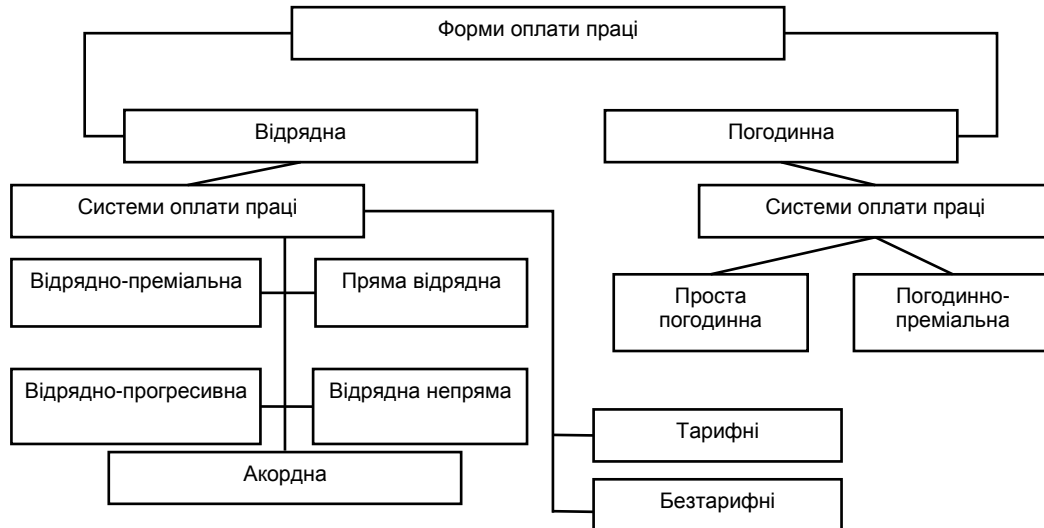 Форми оплати праці
Відрядна
Погодинна
Системи оплати праці
Системи оплати праці
Відрядно-преміальна
Пряма відрядна
Проста
погодинна
Погодинно-
преміальна
Відрядно-прогресивна
Відрядна непряма
Тарифні
Акордна
Безтарифні